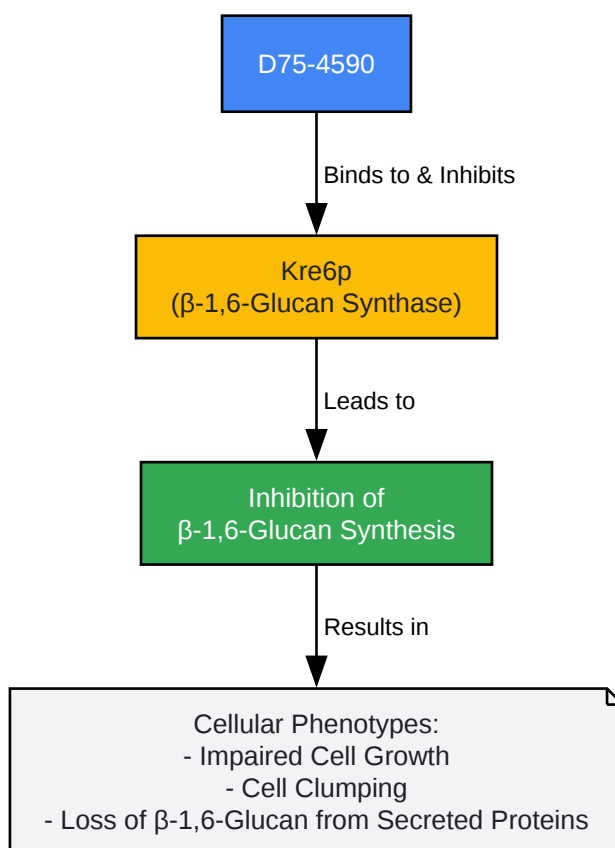 D75-4590
Binds to & Inhibits
Kre6p
(β-1,6-Glucan Synthase)
Leads to
Inhibition of
β-1,6-Glucan Synthesis
Results in
Cellular Phenotypes:
- Impaired Cell Growth
- Cell Clumping
- Loss of β-1,6-Glucan from Secreted Proteins